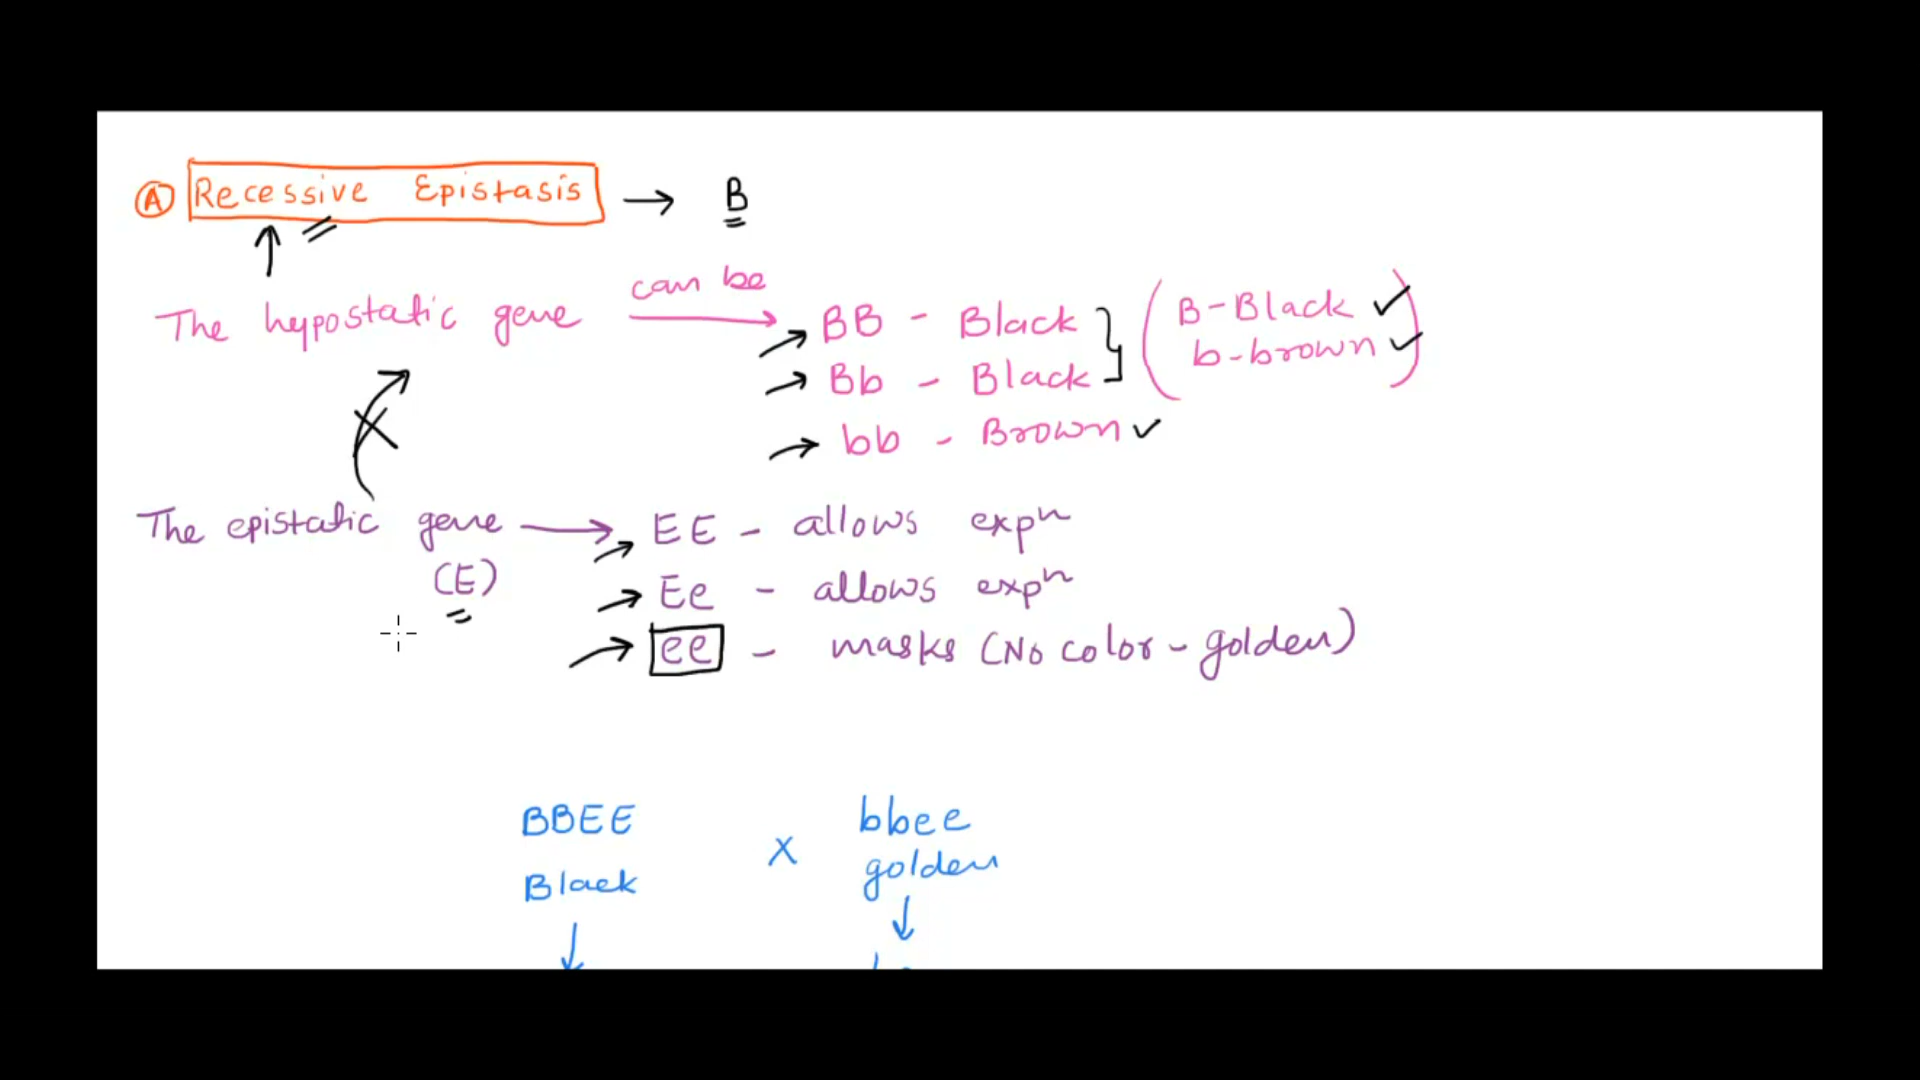 A Recessive Epistasis → B
The hypostatic gene can be → BB - Black
Bb - Black
bb - Brown ✓
(B-Black ✓
b-brown ✓)
The epistatic gene → EE - allows expn
(E)
Ee - allows expn
ee - masks (No color - golden)
BBEE X bbee
Black golden